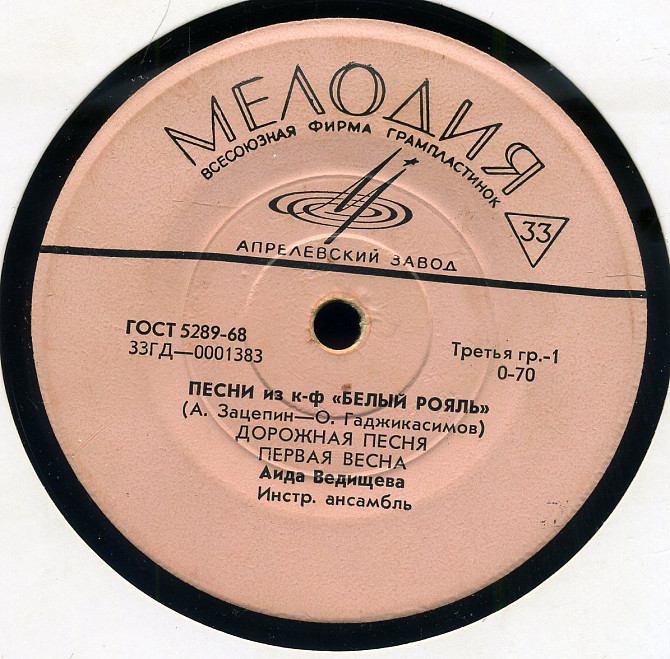 МЕЛОДИЯ
ВСЕСОЮЗНАЯ ФИРМА ГРАМПЛАСТИНОК
33
АПРЕЛЕВСКИЙ ЗАВОД
ГОСТ 5289-68
33ГД—0001383
Третья гр.-1
0-70
ПЕСНИ из к-ф «БЕЛЫЙ РОЯЛЬ»
(А. Зацепин—О. Гаджикасимов)
ДОРОЖНАЯ ПЕСНЯ
ПЕРВАЯ ВЕСНА
Аида Ведищева
Инстр. ансамбль